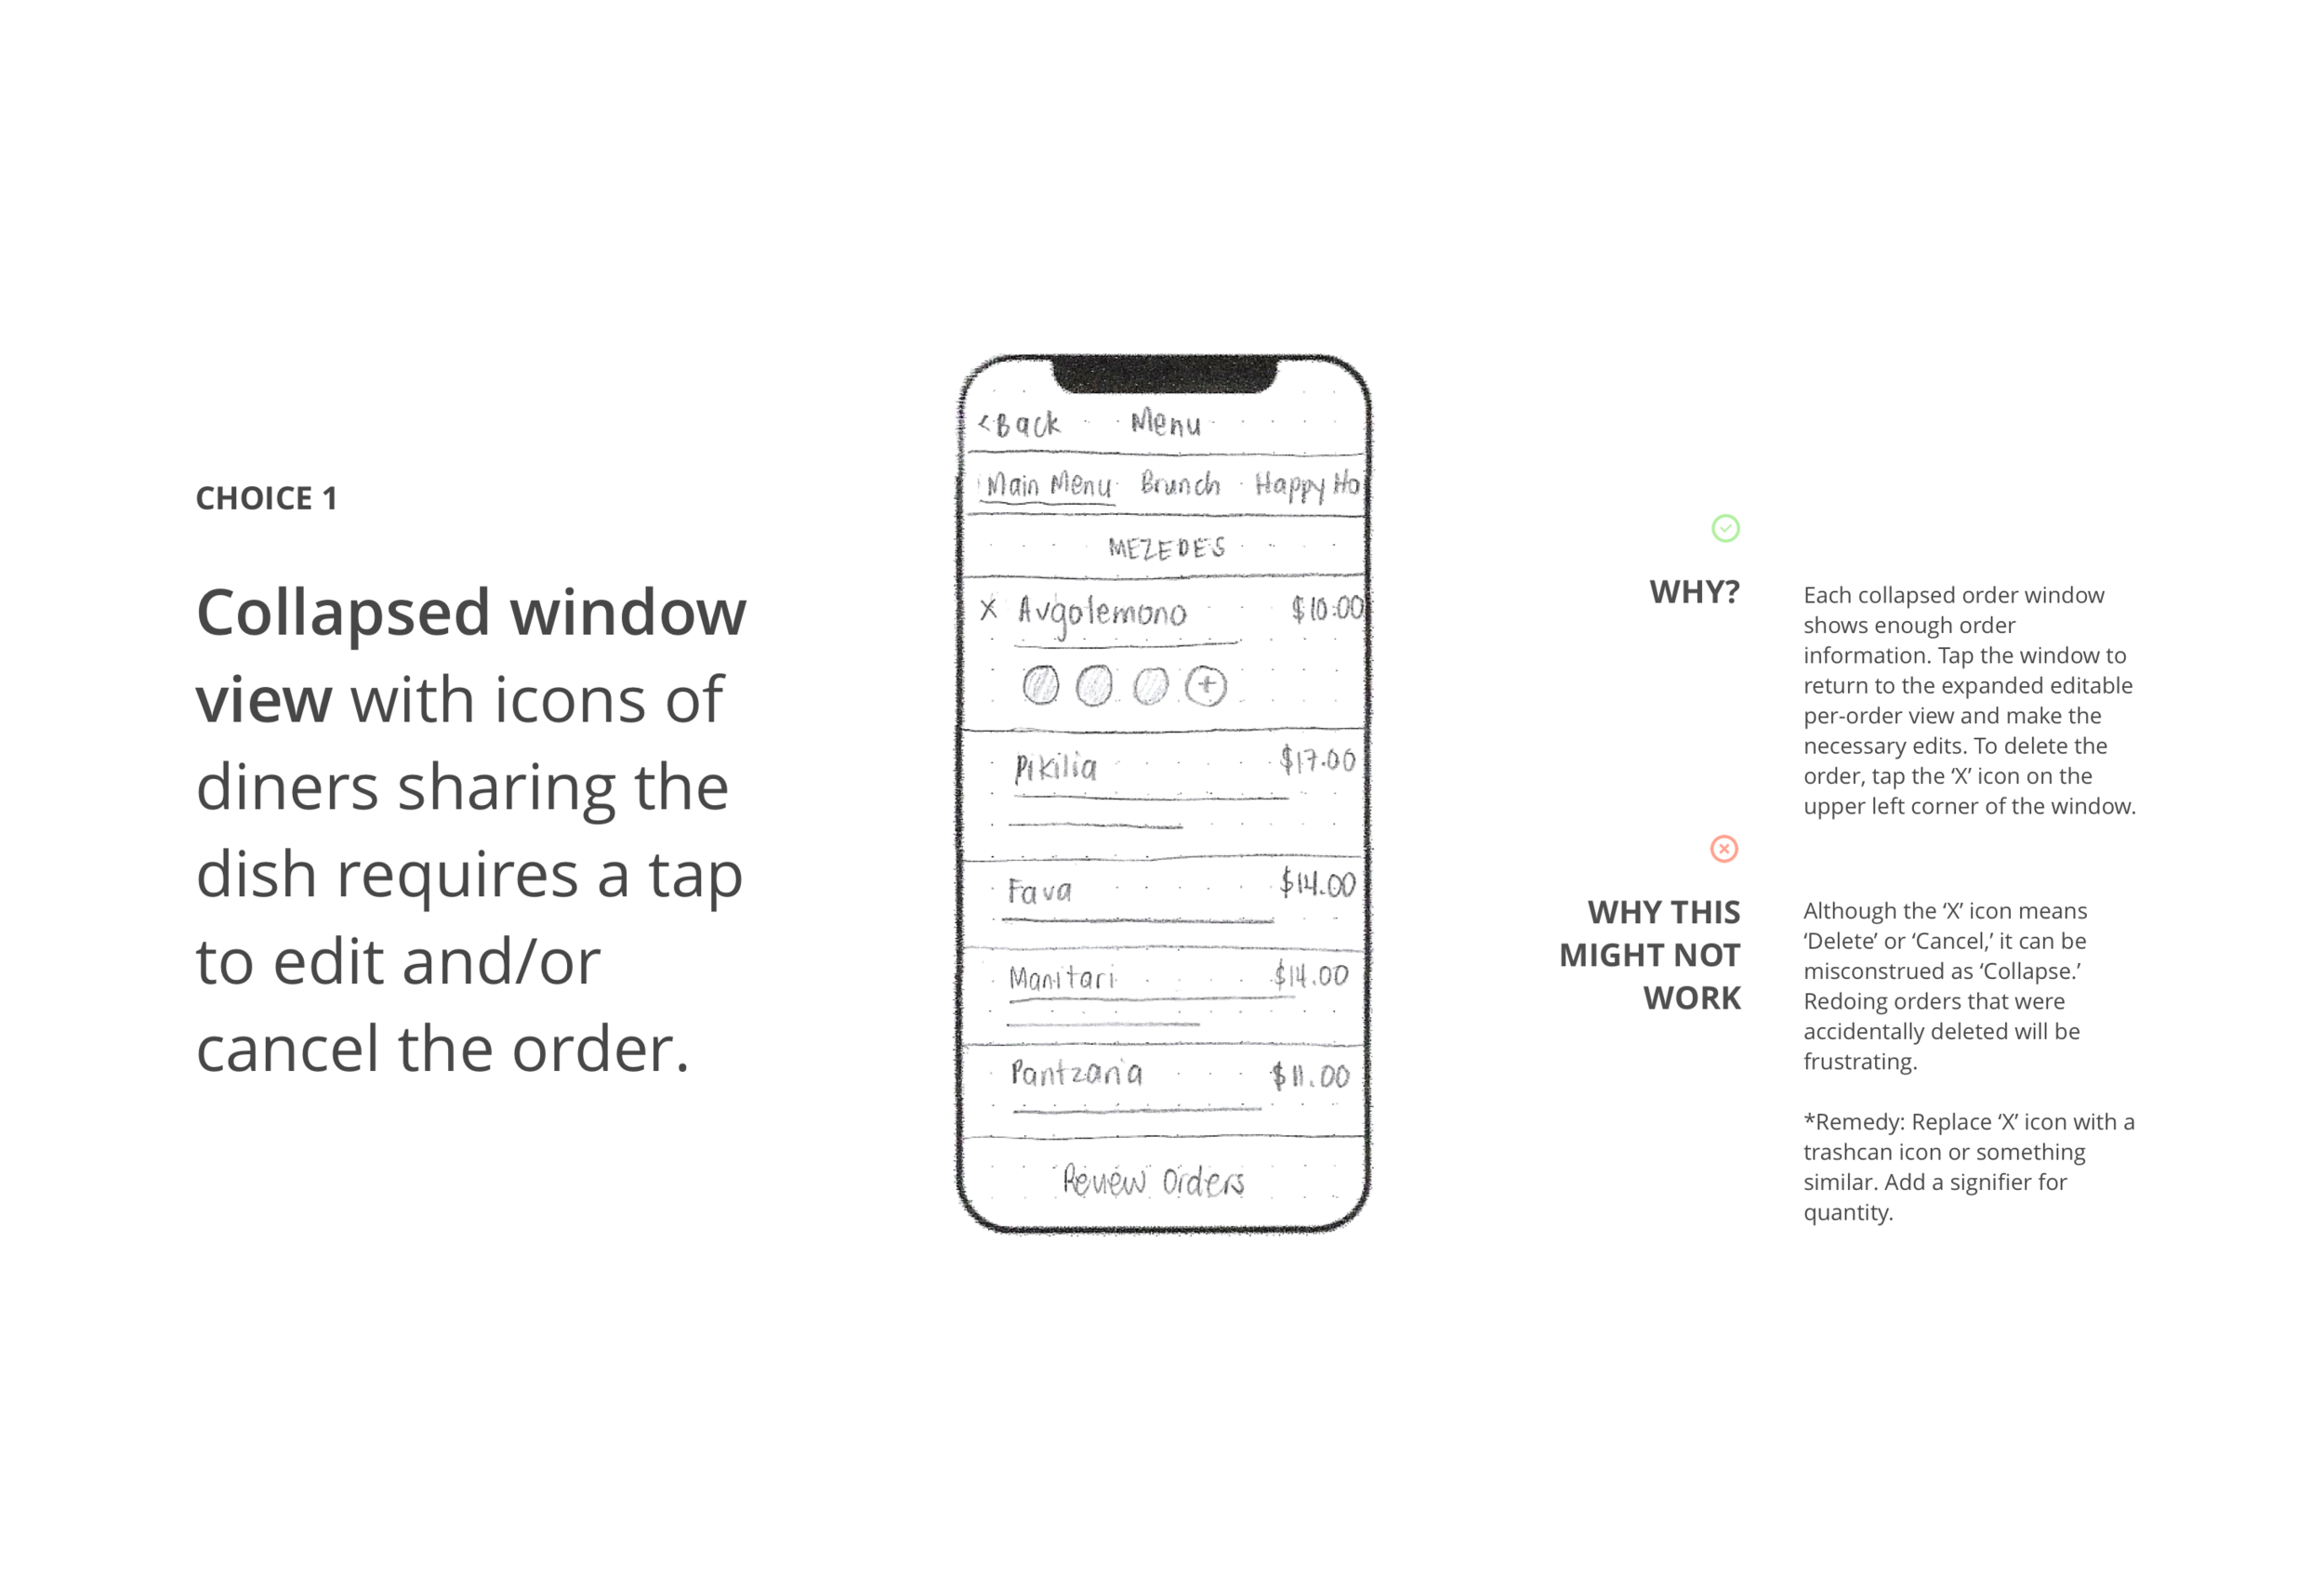 CHOICE 1
Collapsed window
view with icons of
diners sharing the
dish requires a tap
to edit and/or
cancel the order.
<Back Menu
Main Menu Brunch Happy Ho
MEZEDES
X Avgolemono $10.00
+
Pikilia $17.00
Fava $14.00
Manitari $14.00
Pantzaria $11.00
Review Orders
WHY?
Each collapsed order window
shows enough order
information. Tap the window to
return to the expanded editable
per-order view and make the
necessary edits. To delete the
order, tap the ‘X’ icon on the
upper left corner of the window.
WHY THIS
MIGHT NOT
WORK
Although the ‘X’ icon means
‘Delete’ or ‘Cancel,’ it can be
misconstrued as ‘Collapse.’
Redoing orders that were
accidentally deleted will be
frustrating.
*Remedy: Replace ‘X’ icon with a
trashcan icon or something
similar. Add a signifier for
quantity.